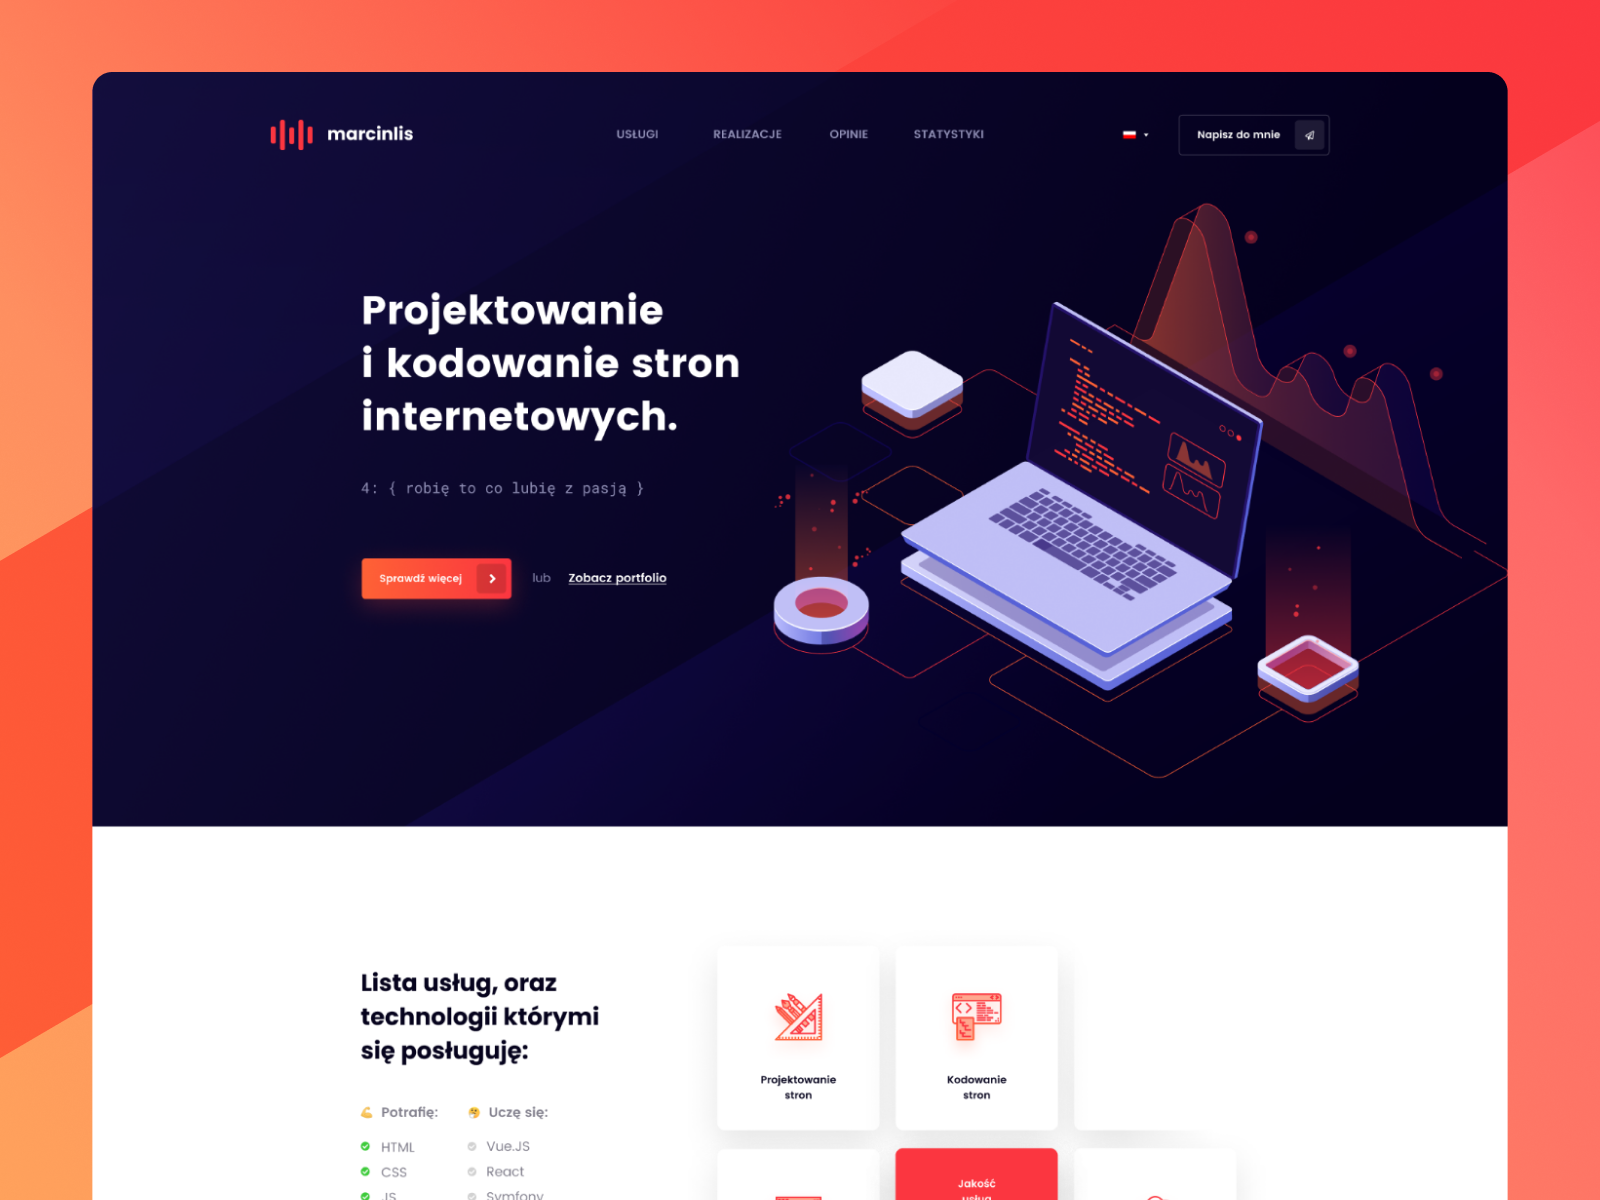 marcinlis
USŁUGI
REALIZACJE
OPINIE
STATYSTYKI
Napisz do mnie
Projektowanie
i kodowanie stron
internetowych.
4: { robię to co lubię z pasją }
Sprawdź więcej
lub
Zobacz portfolio
Lista usług, oraz
technologii którymi
się posługuję:
Potrafię:
Uczę się:
HTML
Vue.JS
CSS
React
JS
Symfony
Projektowanie
stron
Kodowanie
stron
Jakość
usług